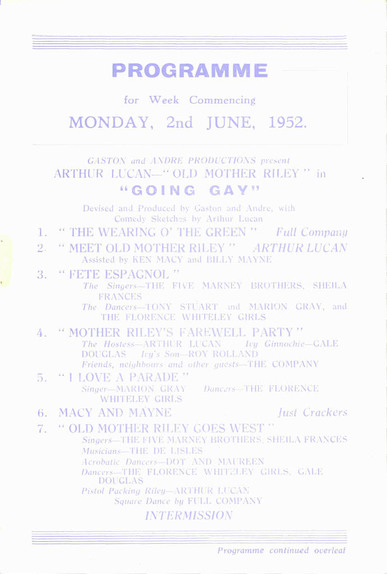 PROGRAMME
for Week Commencing
MONDAY, 2nd JUNE, 1952.
GASTON and ANDRE PRODUCTIONS present
ARTHUR LUCAN—"OLD MOTHER RILEY" in
"GOING GAY"
Devised and Produced by Gaston and Andre, with
Comedy Sketches by Arthur Lucan
1. "THE WEARING O' THE GREEN" Full Company
2. "MEET OLD MOTHER RILEY" ARTHUR LUCAN
Assisted by KEN MACY and BILLY MAYNE
3. "FETE ESPAGNOL"
The Singers—THE FIVE MARNEY BROTHERS, SHEILA
FRANCES
The Dancers—TONY STUART and MARION GRAY, and
THE FLORENCE WHITELEY GIRLS
4. "MOTHER RILEY'S FAREWELL PARTY"
The Hostess—ARTHUR LUCAN Ivy Ginnochie—GALE
DOUGLAS Ivy's Son—ROY ROLLAND
Friends, neighbours and other guests—THE COMPANY
5. "I LOVE A PARADE"
Singer—MARION GRAY Dancers—THE FLORENCE
WHITELEY GIRLS
6. MACY AND MAYNE Just Crackers
7. "OLD MOTHER RILEY GOES WEST"
Singers—THE FIVE MARNEY BROTHERS, SHEILA FRANCES
Musicians—THE DE LISLES
Acrobatic Dancers—DOT AND MAUREEN
Dancers—THE FLORENCE WHITELEY GIRLS, GALE
DOUGLAS
Pistol Packing Riley—ARTHUR LUCAN
Square Dance by FULL COMPANY
INTERMISSION
Programme continued overleaf